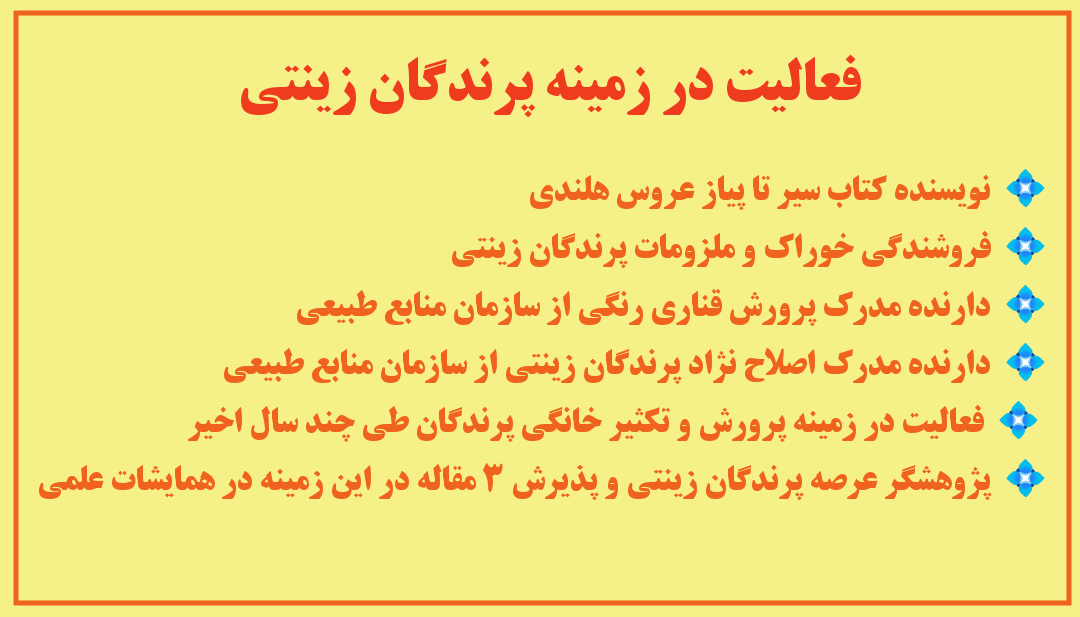 فعالیت در زمینه پرندگان زینتی
نویسنده کتاب سیر تا پیاز عروس هلندی
فروشندگی خوراک و ملزومات پرندگان زینتی
دارنده مدرک پرورش قناری رنگی از سازمان منابع طبیعی
دارنده مدرک اصلاح نژاد پرندگان زینتی از سازمان منابع طبیعی
فعالیت در زمینه پرورش و تکثیر خانگی پرندگان طی چند سال اخیر
پژوهشگر عرصه پرندگان زینتی و پذیرش ۳ مقاله در این زمینه در همایشات علمی